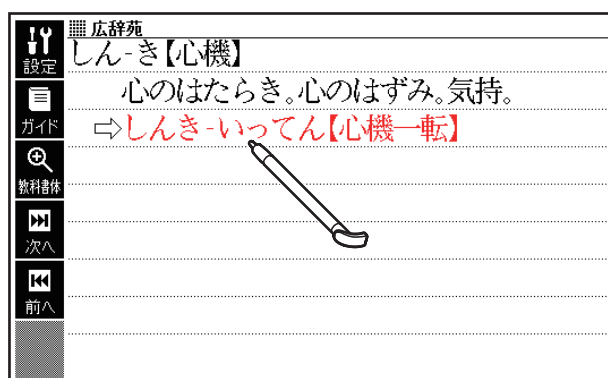 広辞苑
しん‐き【心機】
心のはたらき。心のはずみ。気持。
⇨しんき‐いってん【心機一転】
設定
ガイド
教科書体
次へ
前へ